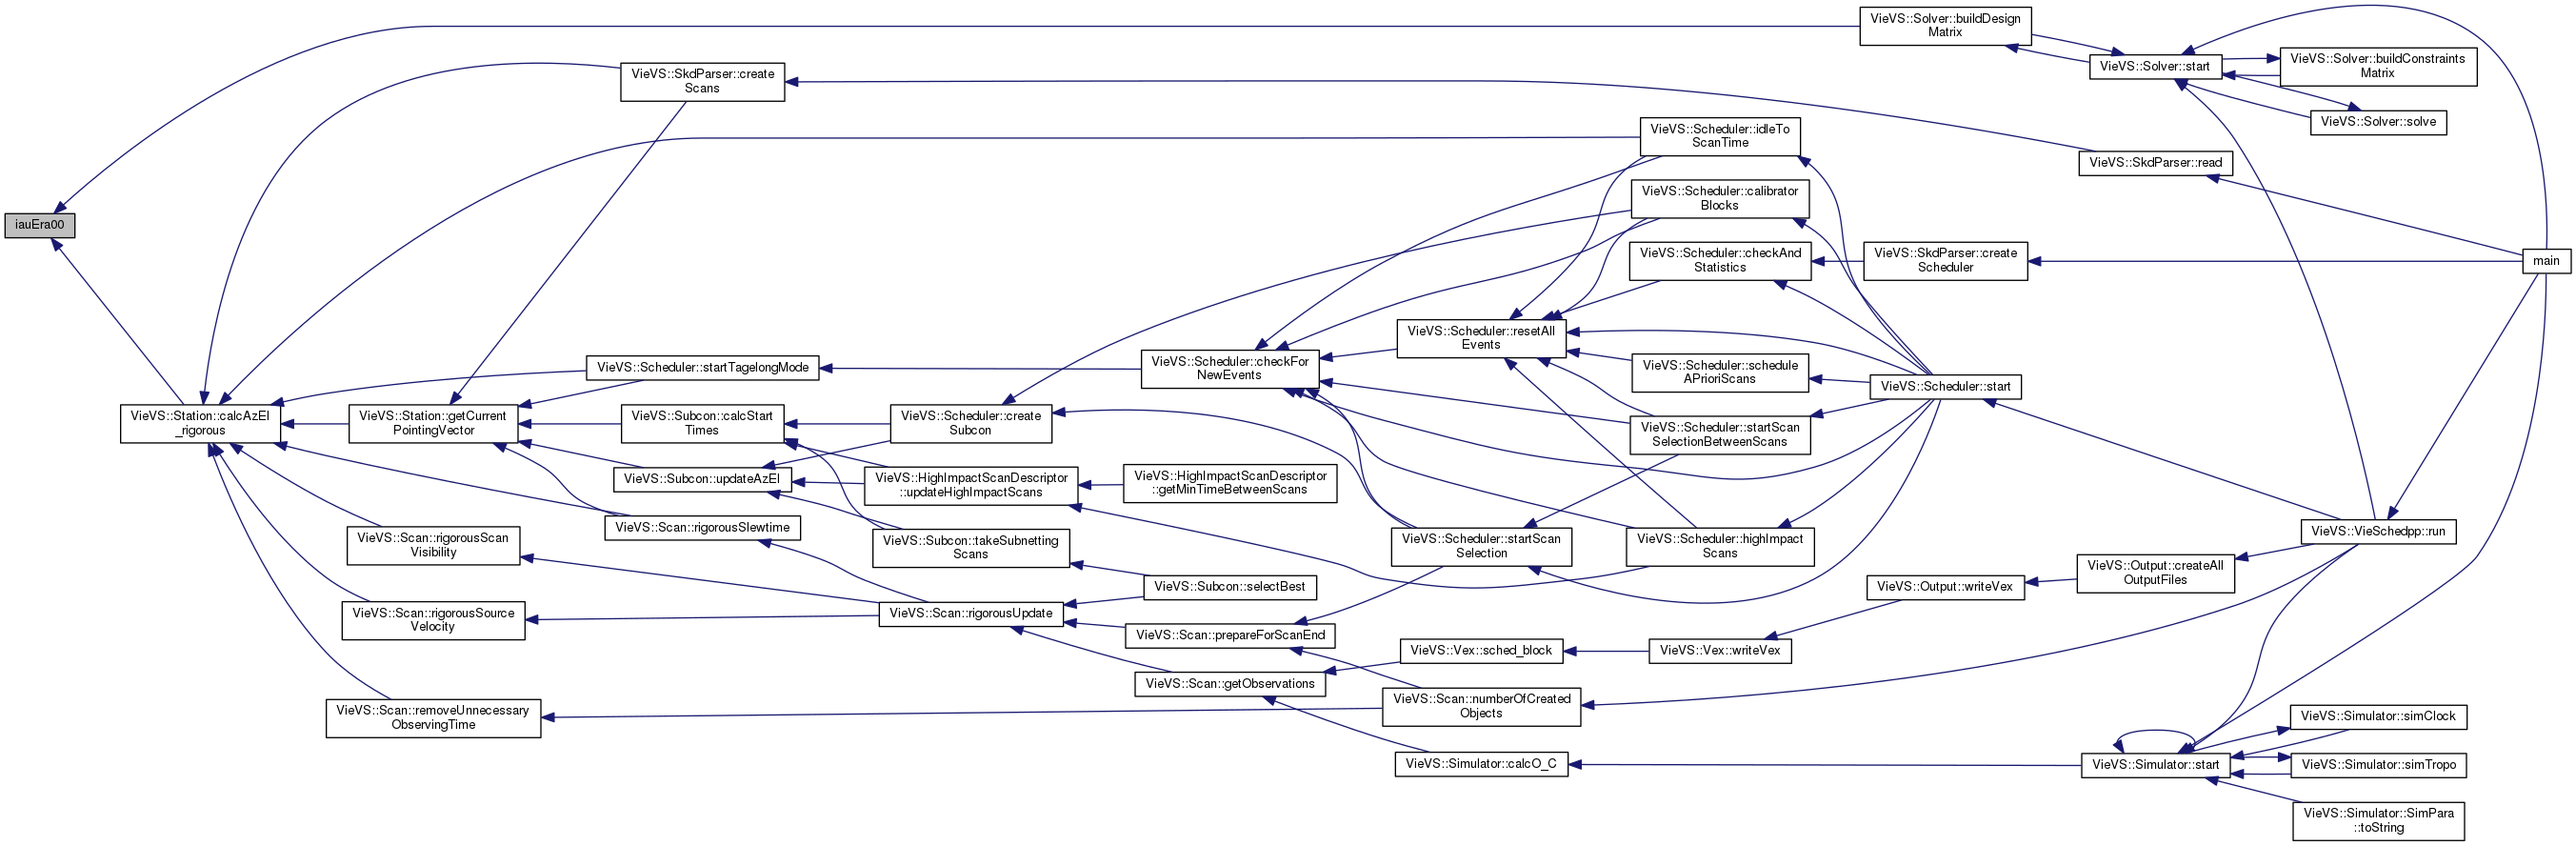 iauEra00
VieVS::Station::calcAzEl
_rigorous
VieVS::SkdParser::create
Scans
VieVS::Scheduler::startTagelongMode
VieVS::Station::getCurrent
PointingVector
VieVS::Subcon::calcStart
Times
VieVS::Subcon::updateAzEl
VieVS::Scan::rigorousSlewtime
VieVS::Scan::rigorousScan
Visibility
VieVS::Scan::rigorousSource
Velocity
VieVS::Scan::removeUnnecessary
ObservingTime
VieVS::Scheduler::idleTo
ScanTime
VieVS::Scheduler::create
Subcon
VieVS::HighImpactScanDescriptor
::updateHighImpactScans
VieVS::Subcon::takeSubnetting
Scans
VieVS::Scan::rigorousUpdate
VieVS::Scheduler::checkFor
NewEvents
VieVS::HighImpactScanDescriptor
::getMinTimeBetweenScans
VieVS::Subcon::selectBest
VieVS::Scan::prepareForScanEnd
VieVS::Scan::getObservations
VieVS::Scheduler::resetAll
Events
VieVS::Scheduler::startScan
Selection
VieVS::Vex::sched_block
VieVS::Scan::numberOfCreated
Objects
VieVS::Simulator::calcO_C
VieVS::Scheduler::calibrator
Blocks
VieVS::Scheduler::checkAnd
Statistics
VieVS::Scheduler::schedule
APrioriScans
VieVS::Scheduler::startScan
SelectionBetweenScans
VieVS::Scheduler::highImpact
Scans
VieVS::Vex::writeVex
VieVS::Solver::buildDesign
Matrix
VieVS::SkdParser::create
Scheduler
VieVS::Scheduler::start
VieVS::Output::writeVex
VieVS::Solver::start
VieVS::SkdParser::read
VieVS::Output::createAll
OutputFiles
VieVS::Simulator::start
VieVS::Solver::buildConstraints
Matrix
VieVS::Solver::solve
VieVS::VieSchedpp::run
VieVS::Simulator::simClock
VieVS::Simulator::simTropo
VieVS::Simulator::SimPara
::toString
main